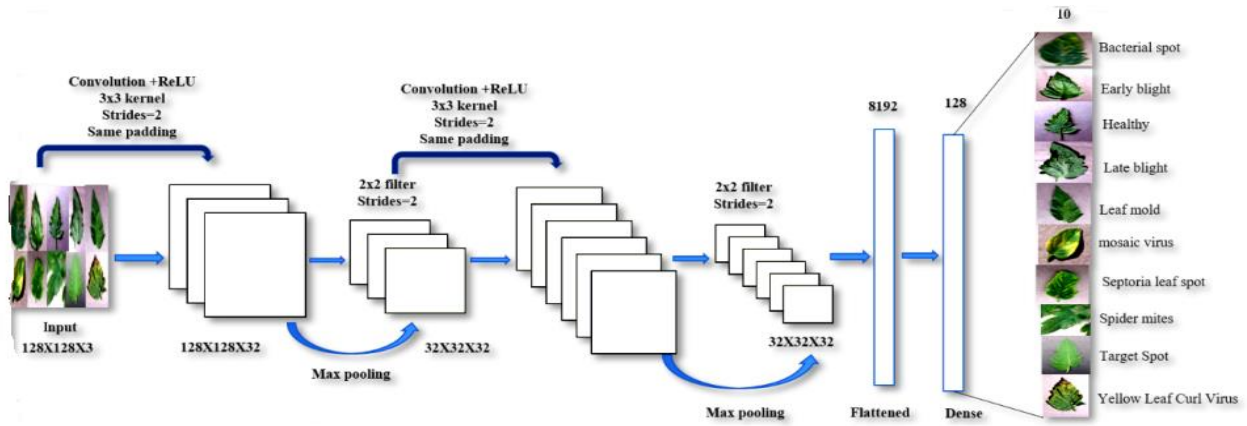 Convolution +ReLU
3x3 kernel
Strides=2
Same padding
Input
128X128X3
128X128X32
Max pooling
2x2 filter
Strides=2
32X32X32
Convolution +ReLU
3x3 kernel
Strides=2
Same padding
Max pooling
2x2 filter
Strides=2
32X32X32
8192
Flattened
128
Dense
10
Bacterial spot
Early blight
Healthy
Late blight
Leaf mold
mosaic virus
Septoria leaf spot
Spider mites
Target Spot
Yellow Leaf Curl Virus